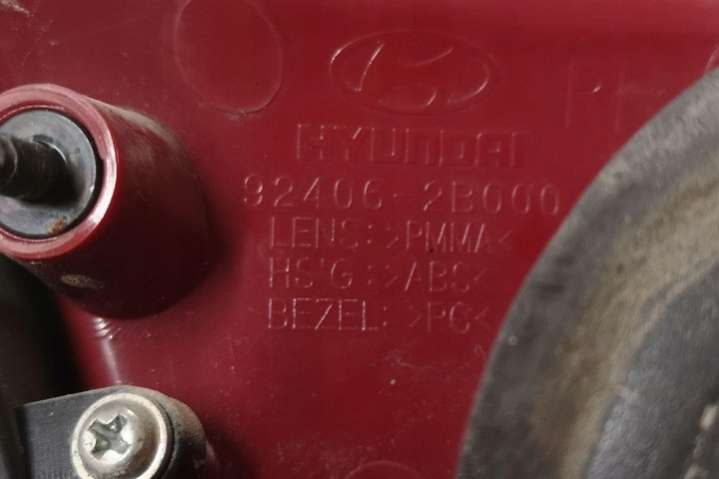 HYUNDAI
92406-2B000
LENS:>PMMA<
HS'G:>ABS<
BEZEL:>PC<